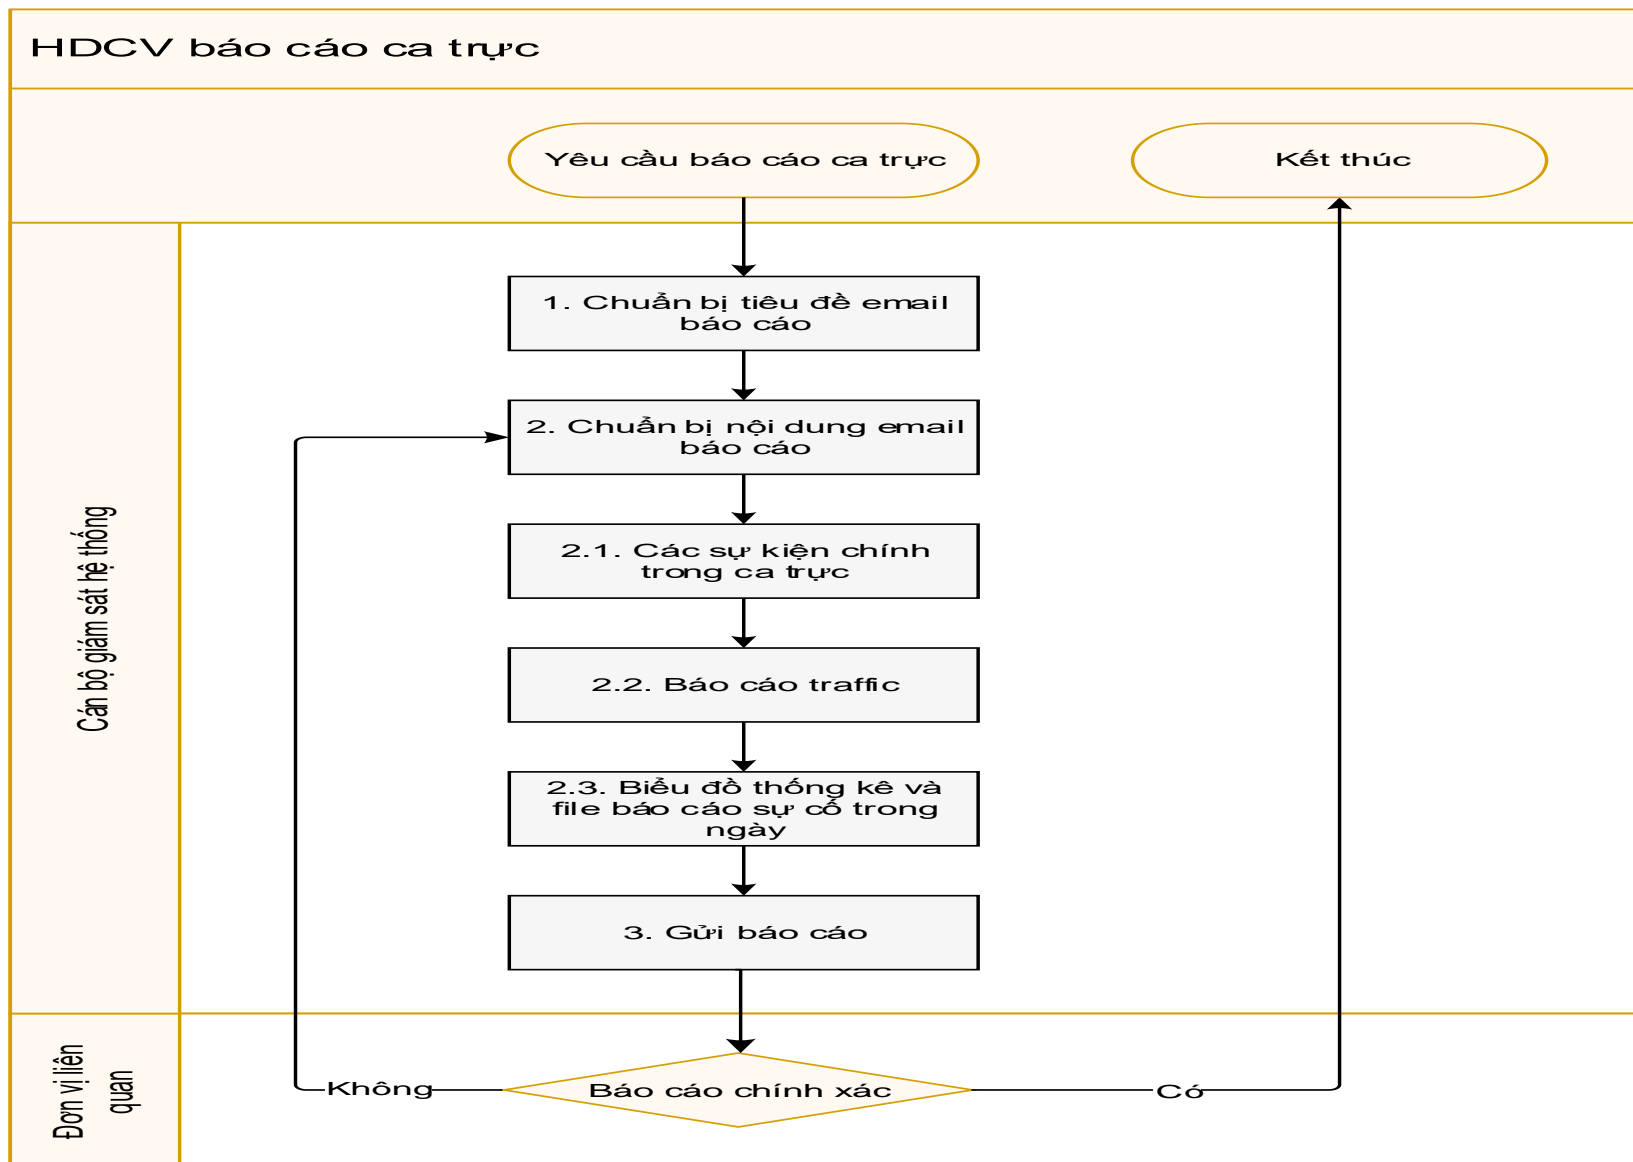 HDCV báo cáo ca trực
Yêu cầu báo cáo ca trực
Kết thúc
Cán bộ giám sát hệ thống
1. Chuẩn bị tiêu đề email
báo cáo
2. Chuẩn bị nội dung email
báo cáo
2.1. Các sự kiện chính
trong ca trực
2.2. Báo cáo traffic
2.3. Biểu đồ thống kê và
file báo cáo sự cố trong
ngày
3. Gửi báo cáo
Đơn vị liên
quan
Không
Báo cáo chính xác
Có